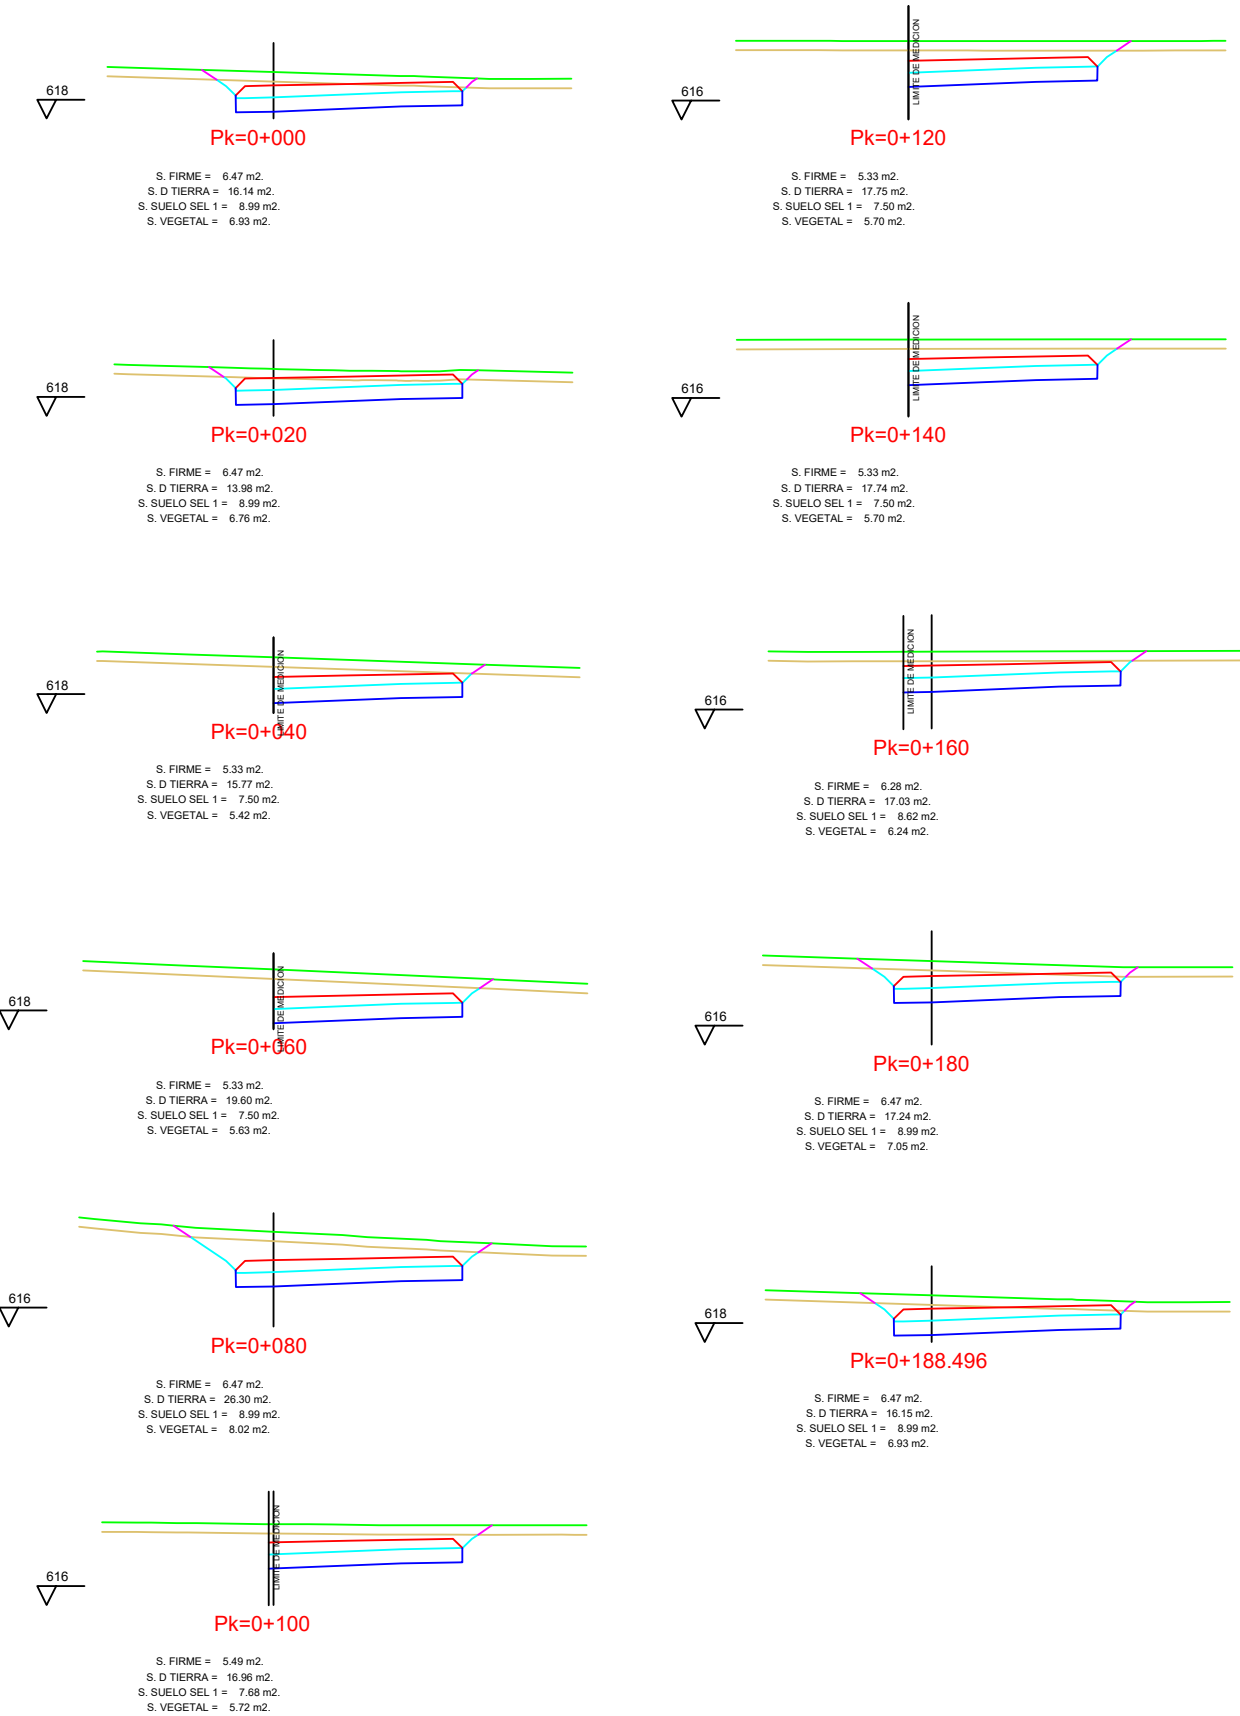 618
Pk=0+000
S. FIRME = 6.47 m2.
S. D TIERRA = 16.14 m2.
S. SUELO SEL 1 = 8.99 m2.
S. VEGETAL = 6.93 m2.
618
Pk=0+020
S. FIRME = 6.47 m2.
S. D TIERRA = 13.98 m2.
S. SUELO SEL 1 = 8.99 m2.
S. VEGETAL = 6.76 m2.
618
LIMITE DE MEDICION
Pk=0+040
S. FIRME = 5.33 m2.
S. D TIERRA = 15.77 m2.
S. SUELO SEL 1 = 7.50 m2.
S. VEGETAL = 5.42 m2.
618
LIMITE DE MEDICION
Pk=0+060
S. FIRME = 5.33 m2.
S. D TIERRA = 19.60 m2.
S. SUELO SEL 1 = 7.50 m2.
S. VEGETAL = 5.63 m2.
616
Pk=0+080
S. FIRME = 6.47 m2.
S. D TIERRA = 26.30 m2.
S. SUELO SEL 1 = 8.99 m2.
S. VEGETAL = 8.02 m2.
616
LIMITE DE MEDICION
Pk=0+100
S. FIRME = 5.49 m2.
S. D TIERRA = 16.96 m2.
S. SUELO SEL 1 = 7.68 m2.
S. VEGETAL = 5.72 m2.
616
LIMITE DE MEDICION
Pk=0+120
S. FIRME = 5.33 m2.
S. D TIERRA = 17.75 m2.
S. SUELO SEL 1 = 7.50 m2.
S. VEGETAL = 5.70 m2.
616
LIMITE DE MEDICION
Pk=0+140
S. FIRME = 5.33 m2.
S. D TIERRA = 17.74 m2.
S. SUELO SEL 1 = 7.50 m2.
S. VEGETAL = 5.70 m2.
616
LIMITE DE MEDICION
Pk=0+160
S. FIRME = 6.28 m2.
S. D TIERRA = 17.03 m2.
S. SUELO SEL 1 = 8.62 m2.
S. VEGETAL = 6.24 m2.
616
Pk=0+180
S. FIRME = 6.47 m2.
S. D TIERRA = 17.24 m2.
S. SUELO SEL 1 = 8.99 m2.
S. VEGETAL = 7.05 m2.
618
Pk=0+188.496
S. FIRME = 6.47 m2.
S. D TIERRA = 16.15 m2.
S. SUELO SEL 1 = 8.99 m2.
S. VEGETAL = 6.93 m2.